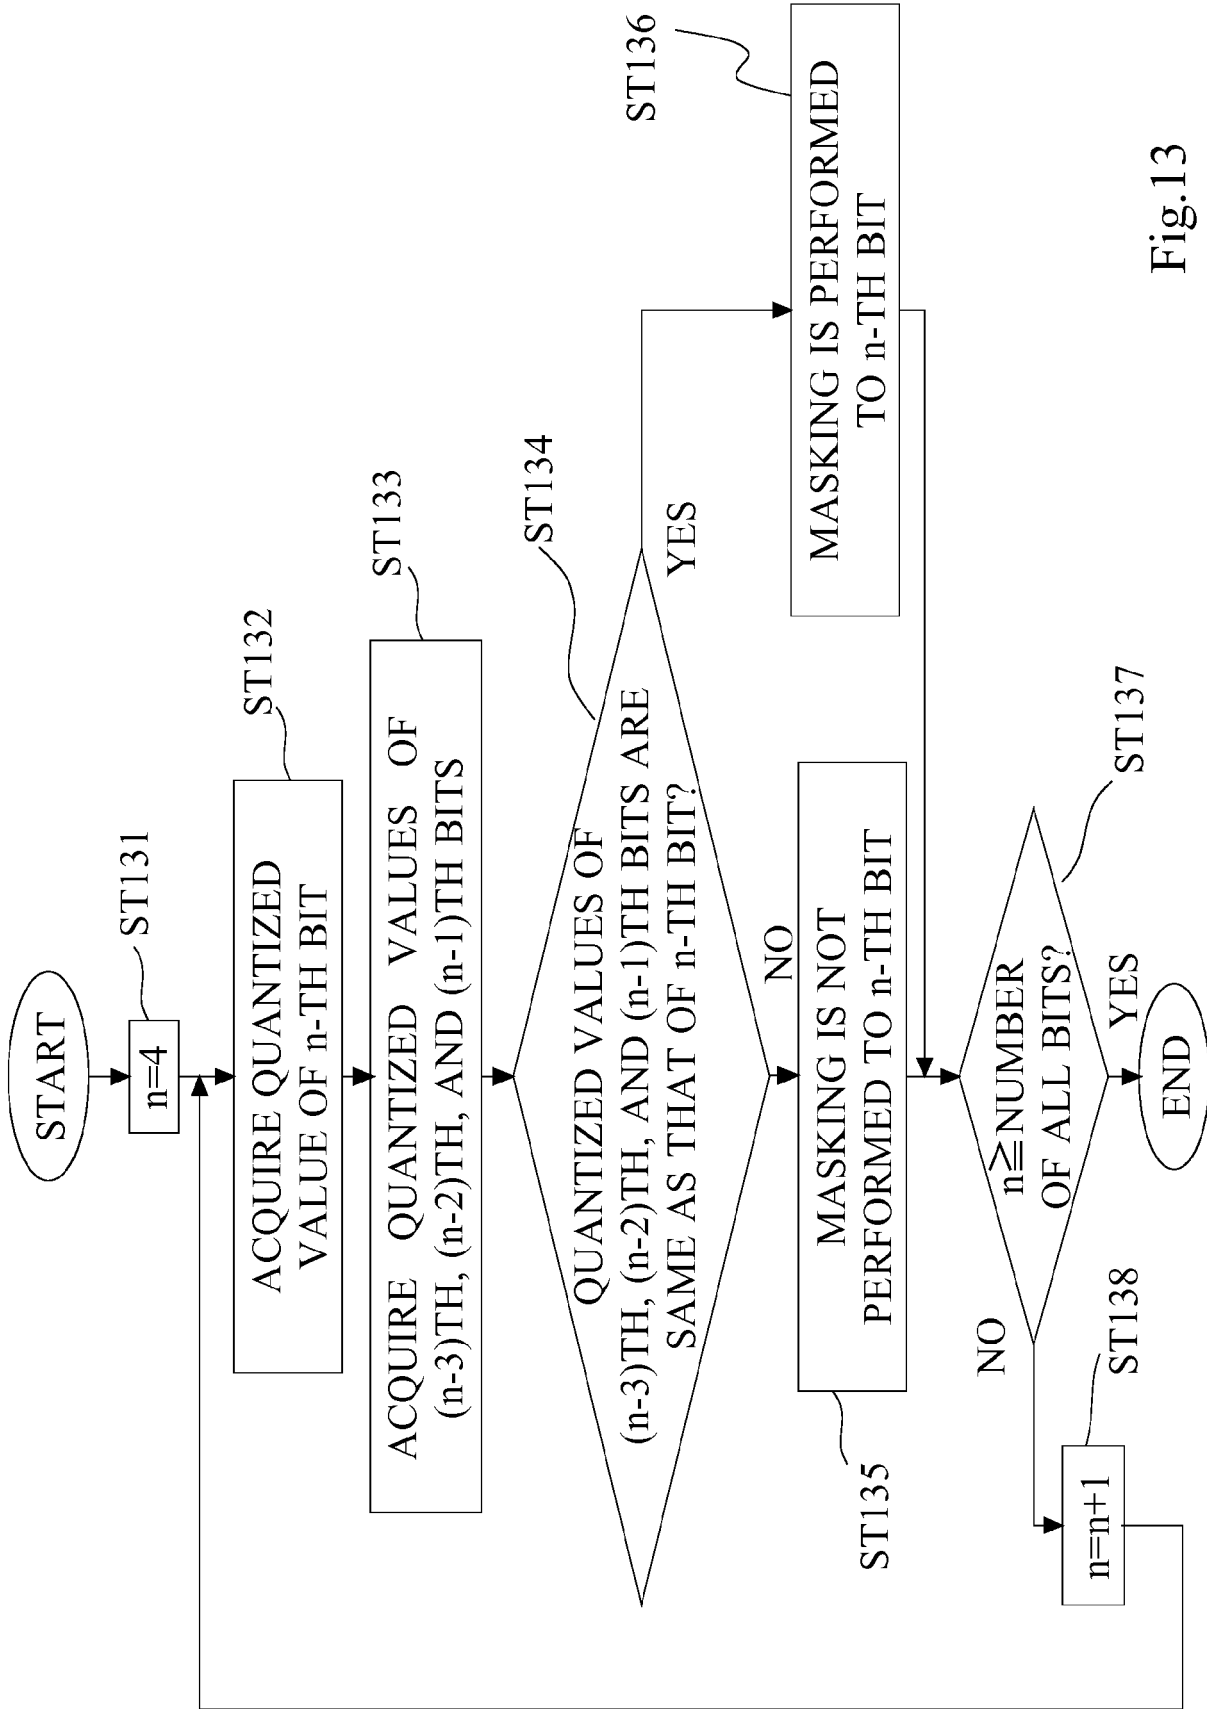 START
n=4
ST131
ACQUIRE QUANTIZED
VALUE OF n-TH BIT
ST132
ACQUIRE QUANTIZED VALUES OF
(n-3)TH, (n-2)TH, AND (n-1)TH BITS
ST133
QUANTIZED VALUES OF
(n-3)TH, (n-2)TH, AND (n-1)TH BITS ARE
SAME AS THAT OF n-TH BIT?
ST134
YES
NO
MASKING IS NOT
PERFORMED TO n-TH BIT
ST135
MASKING IS PERFORMED
TO n-TH BIT
ST136
n≧NUMBER
OF ALL BITS?
ST137
NO
YES
n=n+1
ST138
END
Fig.13